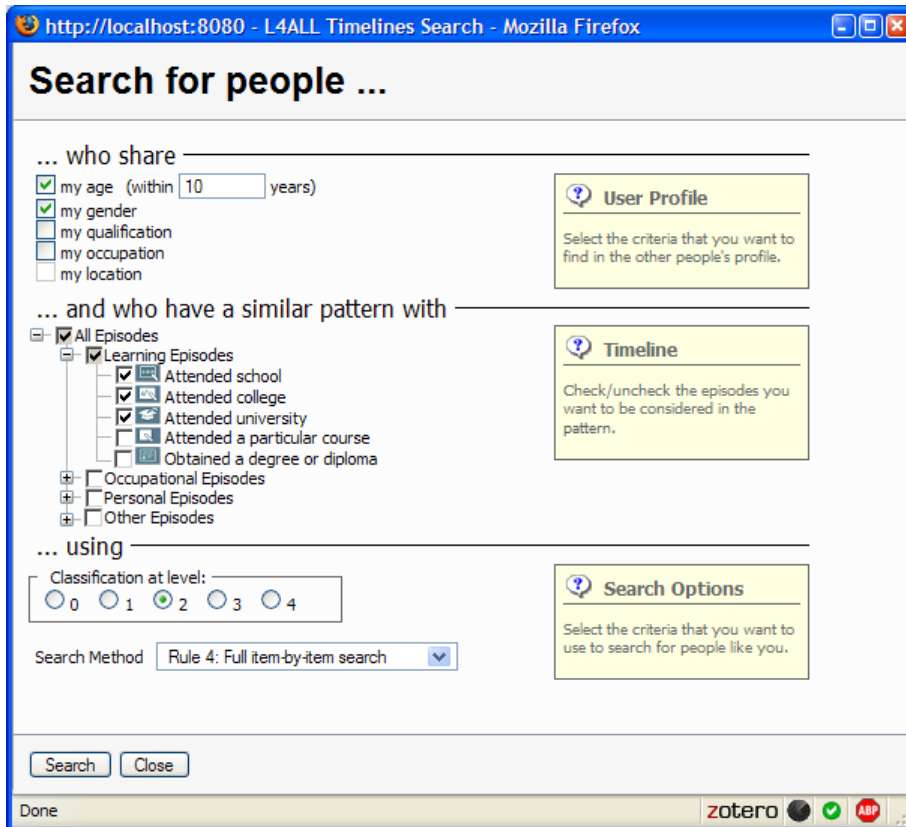 http://localhost:8080 - L4ALL Timelines Search - Mozilla Firefox
Search for people ...
... who share
my age (within 10 years)
my gender
my qualification
my occupation
my location
User Profile
Select the criteria that you want to
find in the other people's profile.
... and who have a similar pattern with
All Episodes
Learning Episodes
Attended school
Attended college
Attended university
Attended a particular course
Obtained a degree or diploma
Occupational Episodes
Personal Episodes
Other Episodes
Timeline
Check/uncheck the episodes you
want to be considered in the
pattern.
... using
Classification at level:
0 1 2 3 4
Search Method Rule 4: Full item-by-item search
Search Options
Select the criteria that you want to
use to search for people like you.
Search Close
Done zotero ABP